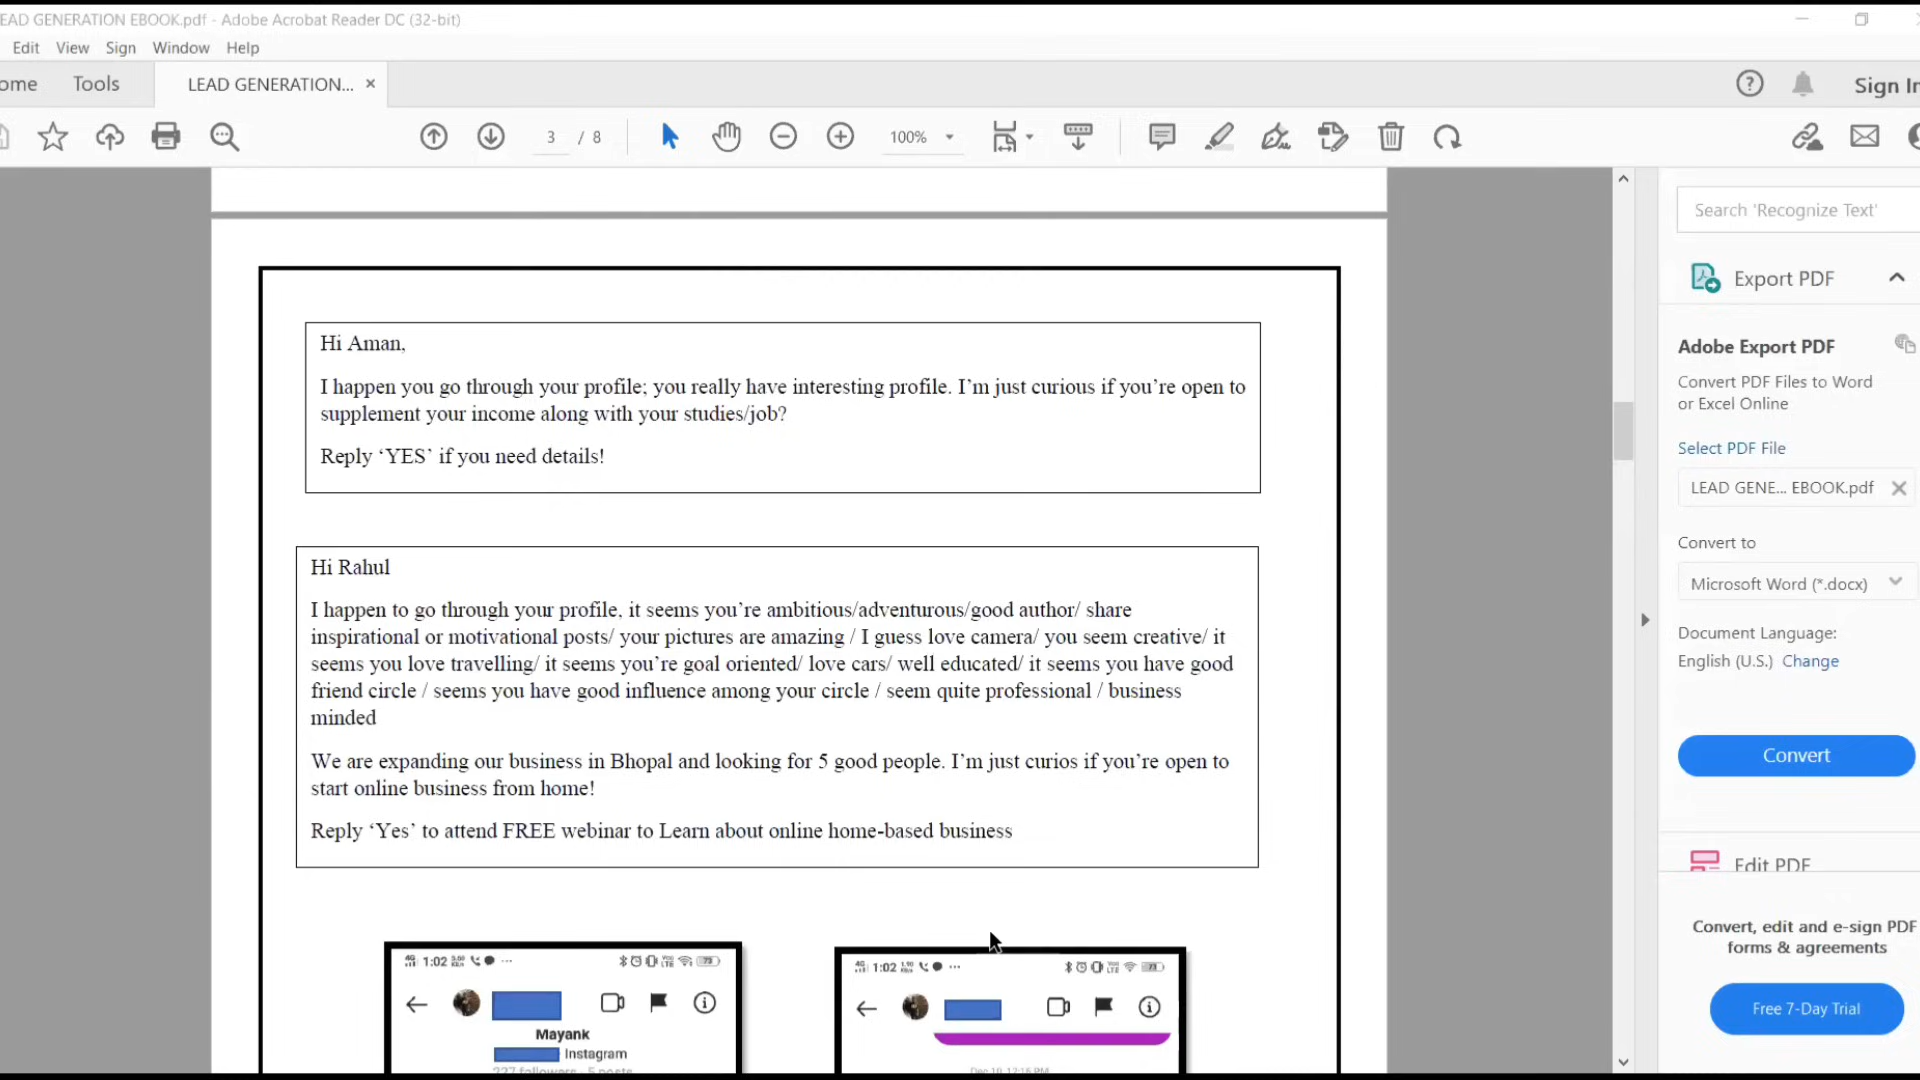 EAD GENERATION EBOOK.pdf - Adobe Acrobat Reader DC (32-bit)
Edit View Sign Window Help
ome Tools LEAD GENERATION... ×
Sign In
3 / 8 100%
Search 'Recognize Text'
Export PDF
Adobe Export PDF
Convert PDF Files to Word
or Excel Online
Select PDF File
LEAD GENE... EBOOK.pdf
Convert to
Microsoft Word (*.docx)
Document Language:
English (U.S.) Change
Convert
Edit PDF
Convert, edit and e-sign PDF
forms & agreements
Free 7-Day Trial
Hi Aman,
I happen you go through your profile; you really have interesting profile. I’m just curious if you’re open to
supplement your income along with your studies/job?
Reply ‘YES’ if you need details!
Hi Rahul
I happen to go through your profile, it seems you’re ambitious/adventurous/good author/ share
inspirational or motivational posts/ your pictures are amazing / I guess love camera/ you seem creative/ it
seems you love travelling/ it seems you’re goal oriented/ love cars/ well educated/ it seems you have good
friend circle / seems you have good influence among your circle / seem quite professional / business
minded
We are expanding our business in Bhopal and looking for 5 good people. I’m just curios if you’re open to
start online business from home!
Reply ‘Yes’ to attend FREE webinar to Learn about online home-based business
4G 1:02
Mayank
Instagram
227 followers · 5 posts
4G 1:02
Dec 10, 12:15 PM